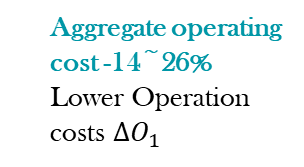 Aggregate operating
cost -14~26%
Lower Operation
costs Δ𝑂₁